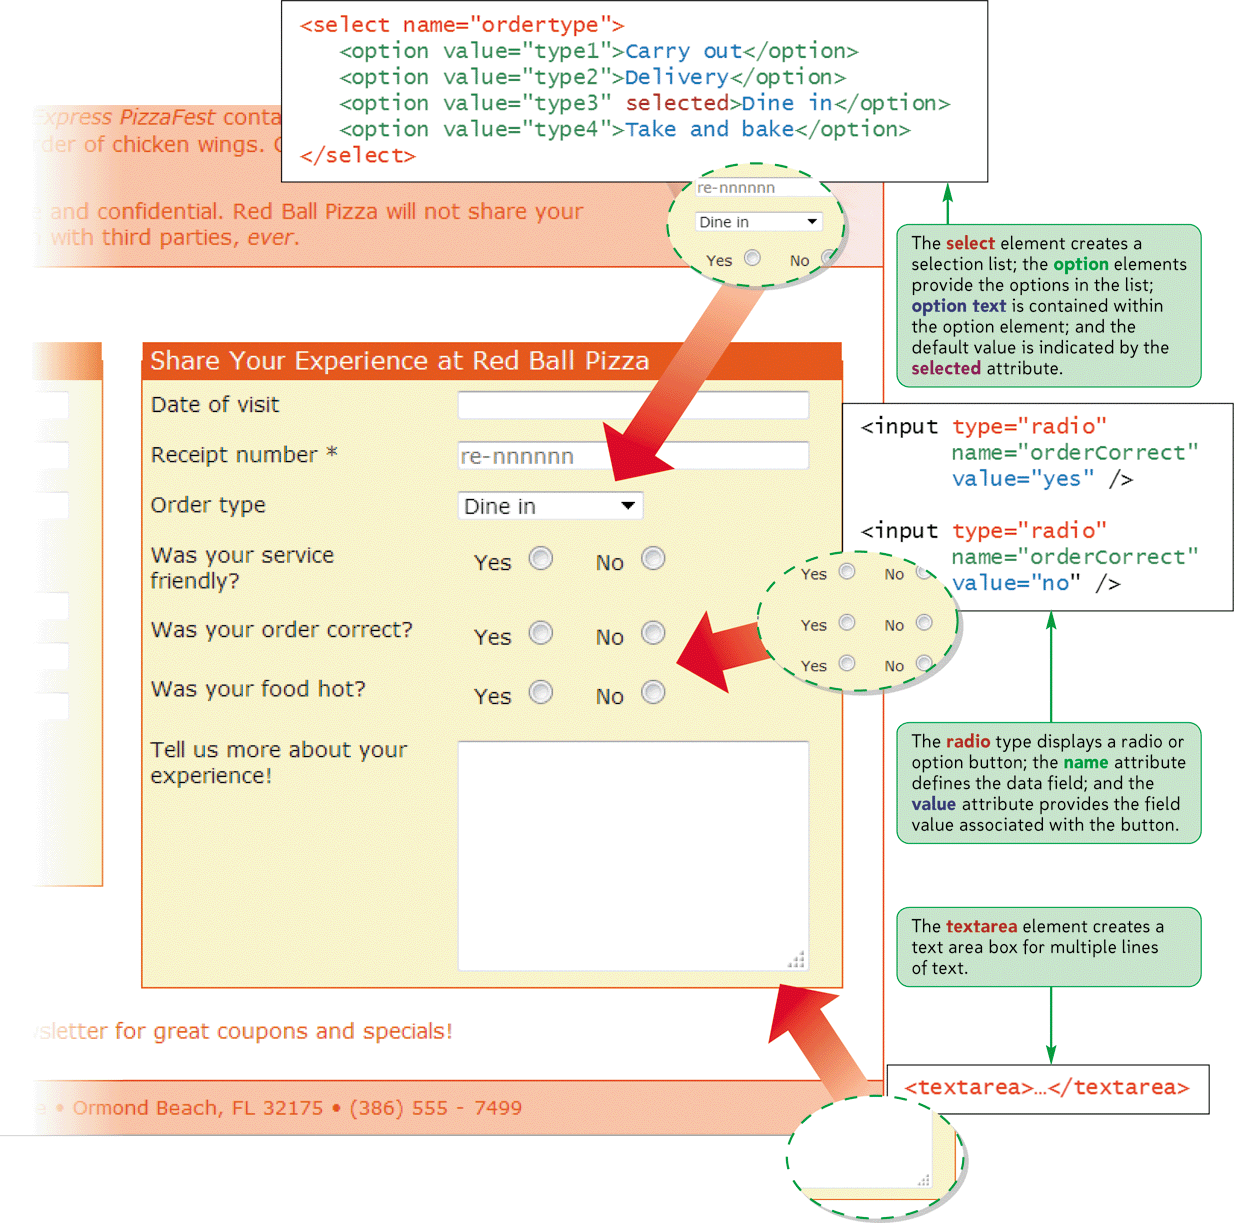 <select name="ordertype">
<option value="type1">Carry out</option>
<option value="type2">Delivery</option>
<option value="type3" selected>Dine in</option>
<option value="type4">Take and bake</option>
</select>
Express PizzaFest conta
der of chicken wings.
and confidential. Red Ball Pizza will not share your
with third parties, ever.
re-nnnnnn
Dine in
Yes No
The select element creates a
selection list; the option elements
provide the options in the list;
option text is contained within
the option element; and the
default value is indicated by the
selected attribute.
Share Your Experience at Red Ball Pizza
Date of visit
Receipt number * re-nnnnnn
Order type Dine in
Was your service
friendly?
Yes No
Was your order correct? Yes No
Was your food hot? Yes No
Tell us more about your
experience!
<input type="radio"
name="orderCorrect"
value="yes" />
<input type="radio"
name="orderCorrect"
value="no" />
Yes No
Yes No
Yes No
The radio type displays a radio or
option button; the name attribute
defines the data field; and the
value attribute provides the field
value associated with the button.
The textarea element creates a
text area box for multiple lines
of text.
<textarea>…</textarea>
sletter for great coupons and specials!
• Ormond Beach, FL 32175 • (386) 555 - 7499